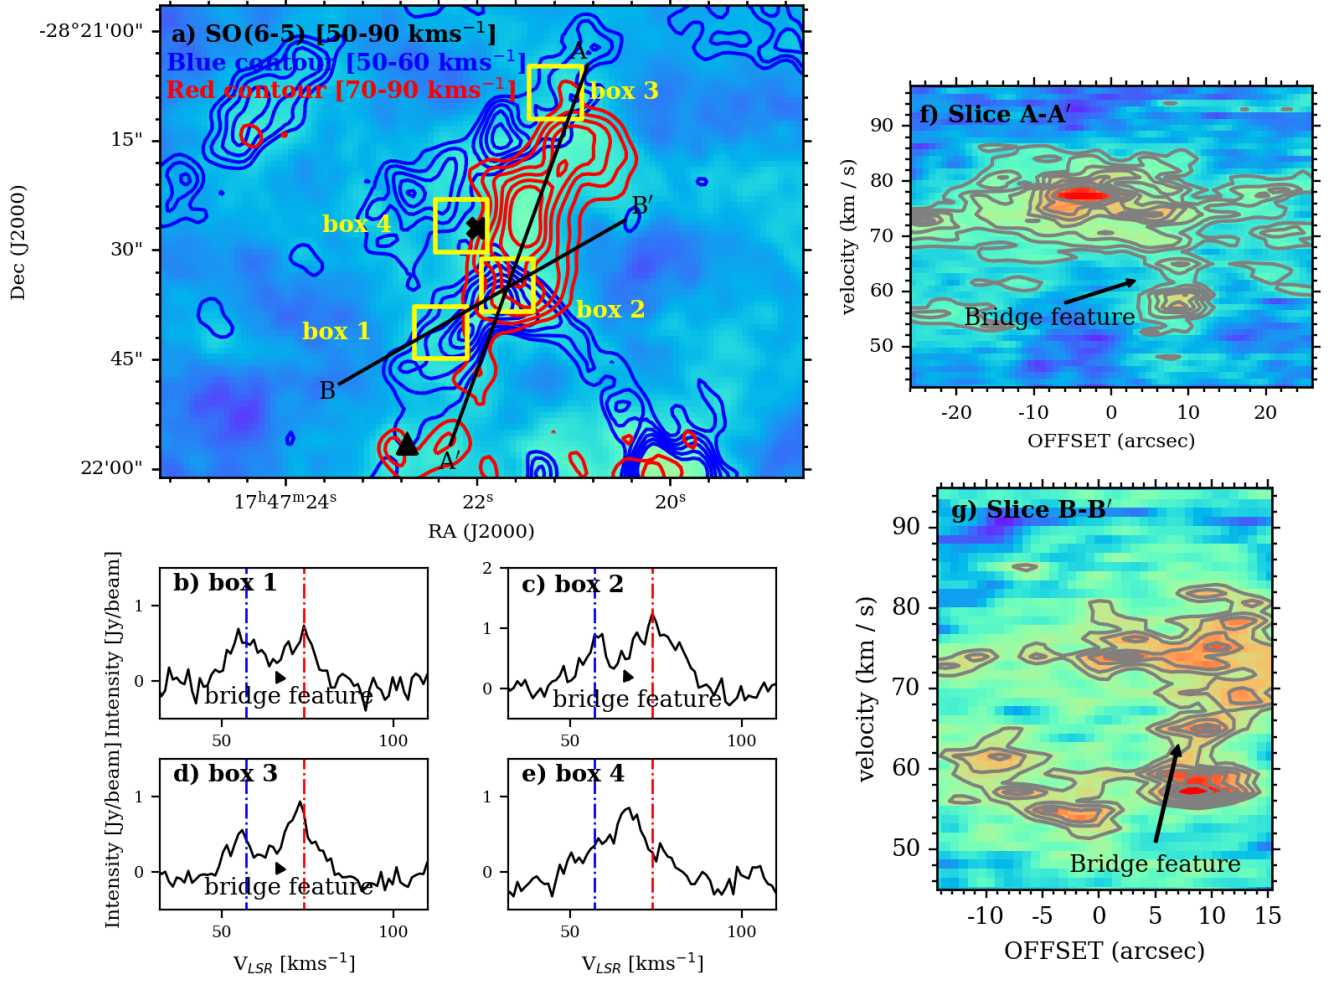 a) SO(6-5) [50-90 kms⁻¹]
Blue contour [50-60 kms⁻¹]
Red contour [70-90 kms⁻¹]
A
box 3
B′
box 4
box 2
box 1
B
A′
-28°21′00″
15″
30″
45″
22′00″
Dec (J2000)
17ʰ47ᵐ24ˢ
22ˢ
20ˢ
RA (J2000)
f) Slice A-A′
Bridge feature
90
80
70
60
50
velocity (km / s)
-20
-10
0
10
20
OFFSET (arcsec)
g) Slice B-B′
Bridge feature
90
80
70
60
50
velocity (km / s)
-10
-5
0
5
10
15
OFFSET (arcsec)
b) box 1
bridge feature
1
0
50
100
Intensity [Jy/beam]
c) box 2
bridge feature
2
1
0
50
100
d) box 3
bridge feature
1
0
50
100
Intensity [Jy/beam]
V_LSR [kms⁻¹]
e) box 4
1
0
50
100
V_LSR [kms⁻¹]